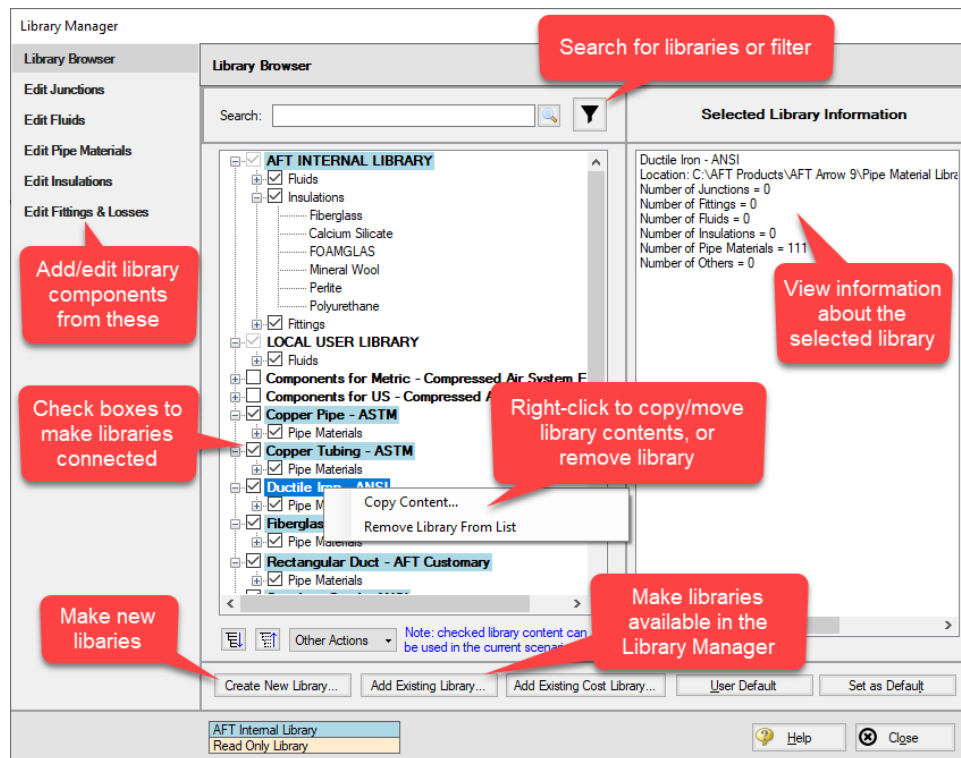 Library Manager
Library Browser
Edit Junctions
Edit Fluids
Edit Pipe Materials
Edit Insulations
Edit Fittings & Losses
Add/edit library
components
from these
Check boxes to
make libraries
connected
Make new
libaries
Library Browser
Search for libraries or filter
Search:
AFT INTERNAL LIBRARY
Fluids
Insulations
Fiberglass
Calcium Silicate
FOAMGLAS
Mineral Wool
Perlite
Polyurethane
Fittings
LOCAL USER LIBRARY
Fluids
Components for Metric - Compressed Air System E
Components for US - Compressed A
Copper Pipe - ASTM
Pipe Materials
Copper Tubing - ASTM
Pipe Materials
Ductile Iron - ANSI
Pipe M
Fiberglas
Pipe Materials
Rectangular Duct - AFT Customary
Pipe Materials
Right-click to copy/move
library contents, or
remove library
Copy Content...
Remove Library From List
Other Actions
Note: checked library content can
be used in the current scenario
Selected Library Information
Ductile Iron - ANSI
Location: C:\AFT Products\AFT Arrow 9\Pipe Material Libra
Number of Junctions = 0
Number of Fittings = 0
Number of Fluids = 0
Number of Insulations = 0
Number of Pipe Materials = 111
Number of Others = 0
View information
about the
selected library
Make libraries
available in the
Library Manager
Create New Library...
Add Existing Library...
Add Existing Cost Library...
User Default
Set as Default
AFT Internal Library
Read Only Library
Help
Close